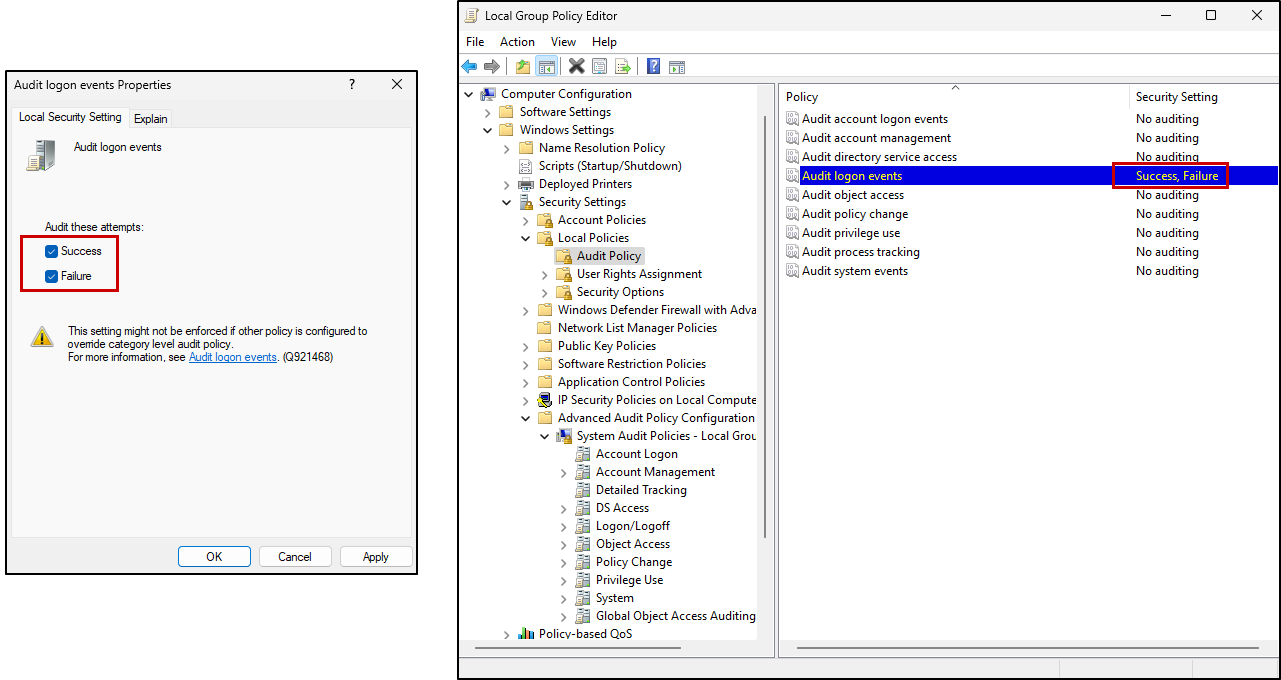 Audit logon events Properties
?
Local Security Setting
Explain
Audit logon events
Audit these attempts:
Success
Failure
This setting might not be enforced if other policy is configured to
override category level audit policy.
For more information, see Audit logon events. (Q921468)
OK
Cancel
Apply
Local Group Policy Editor
File Action View Help
Computer Configuration
Software Settings
Windows Settings
Name Resolution Policy
Scripts (Startup/Shutdown)
Deployed Printers
Security Settings
Account Policies
Local Policies
Audit Policy
User Rights Assignment
Security Options
Windows Defender Firewall with Adva
Network List Manager Policies
Public Key Policies
Software Restriction Policies
Application Control Policies
IP Security Policies on Local Compute
Advanced Audit Policy Configuration
System Audit Policies - Local Grou
Account Logon
Account Management
Detailed Tracking
DS Access
Logon/Logoff
Object Access
Policy Change
Privilege Use
System
Global Object Access Auditing
Policy-based QoS
Policy Security Setting
Audit account logon events No auditing
Audit account management No auditing
Audit directory service access No auditing
Audit logon events Success, Failure
Audit object access No auditing
Audit policy change No auditing
Audit privilege use No auditing
Audit process tracking No auditing
Audit system events No auditing